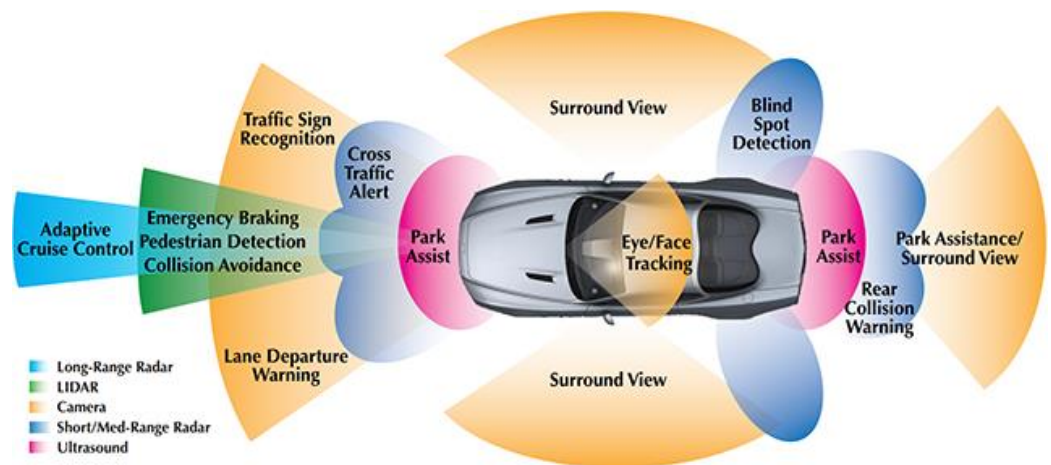 Surround View
Blind
Spot
Detection
Traffic Sign
Recognition
Cross
Traffic
Alert
Adaptive
Cruise Control
Emergency Braking
Pedestrian Detection
Collision Avoidance
Park
Assist
Eye/Face
Tracking
Park
Assist
Park Assistance/
Surround View
Rear
Collision
Warning
Lane Departure
Warning
Surround View
Long-Range Radar
LIDAR
Camera
Short/Med-Range Radar
Ultrasound